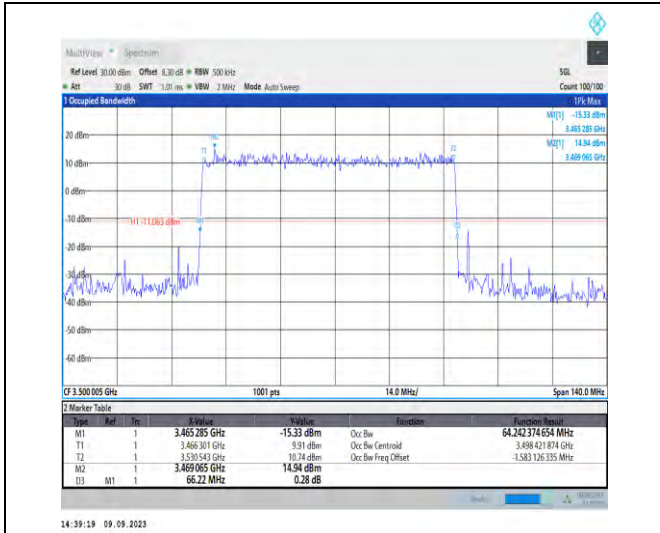 MultiView Spectrum
Ref Level 30.00 dBm Offset 8.30 dB RBW 500 kHz SGL
Att 30 dB SWT 1.01 ms VBW 2 MHz Mode Auto Sweep Count 100/100
1 Occupied Bandwidth 1Pk Max
M1[1] -15.33 dBm
3.465 285 GHz
M2[1] 14.94 dBm
3.469 065 GHz
20 dBm
T1 M2 T2
10 dBm
0 dBm
-10 dBm
H1 -11.063 dBm
M1
D3
-20 dBm
-30 dBm
-40 dBm
-50 dBm
-60 dBm
CF 3.500 005 GHz 1001 pts 14.0 MHz/ Span 140.0 MHz
2 Marker Table
Type Ref Trc X-Value Y-Value Function Function Result
M1 1 3.465 285 GHz -15.33 dBm Occ Bw 64.242 374 654 MHz
T1 1 3.466 301 GHz 9.91 dBm Occ Bw Centroid 3.498 421 874 GHz
T2 1 3.530 543 GHz 10.74 dBm Occ Bw Freq Offset -1.583 126 335 MHz
M2 1 3.469 065 GHz 14.94 dBm
D3 M1 1 66.22 MHz 0.28 dB
14:39:19 09.09.2023